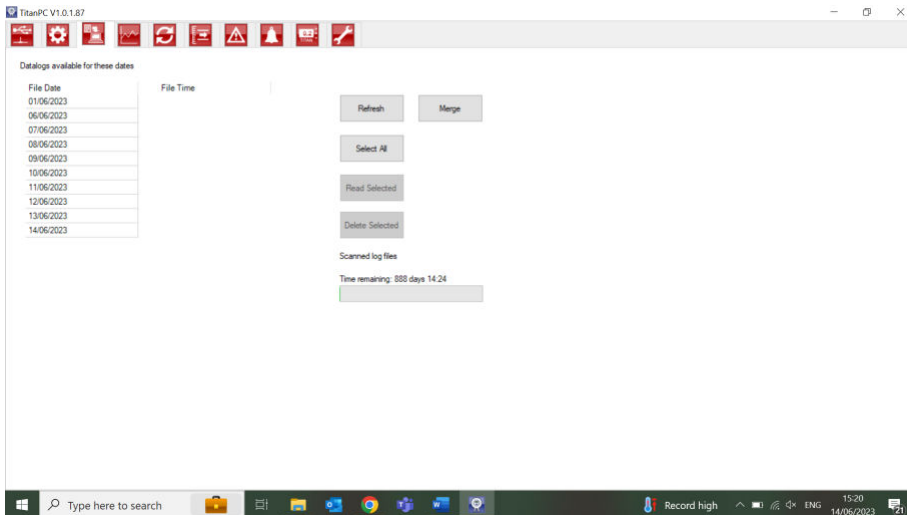 TitanPC V1.0.1.87
Datalogs available for these dates
File Date File Time
01/06/2023
06/06/2023
07/06/2023
08/06/2023
09/06/2023
10/06/2023
11/06/2023
12/06/2023
13/06/2023
14/06/2023
Refresh Merge
Select All
Read Selected
Delete Selected
Scanned log files
Time remaining: 888 days 14:24
Type here to search
Record high
ENG
15:20
14/06/2023
21